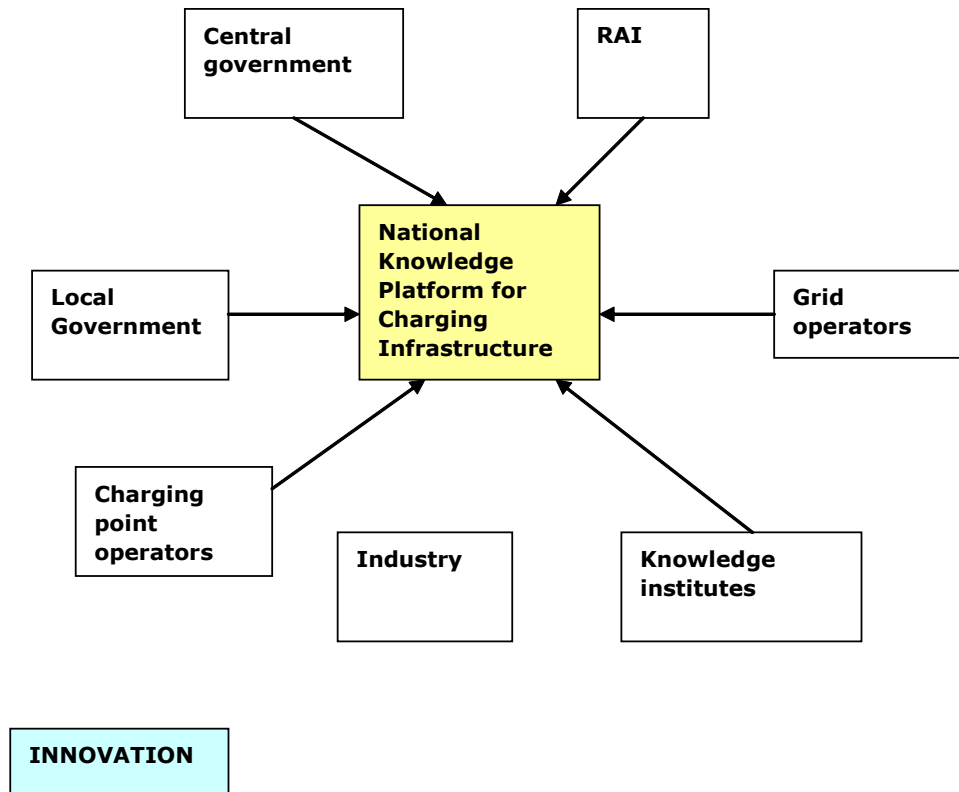 Central
government
RAI
National
Knowledge
Platform for
Charging
Infrastructure
Local
Government
Grid
operators
Charging
point
operators
Industry
Knowledge
institutes
INNOVATION